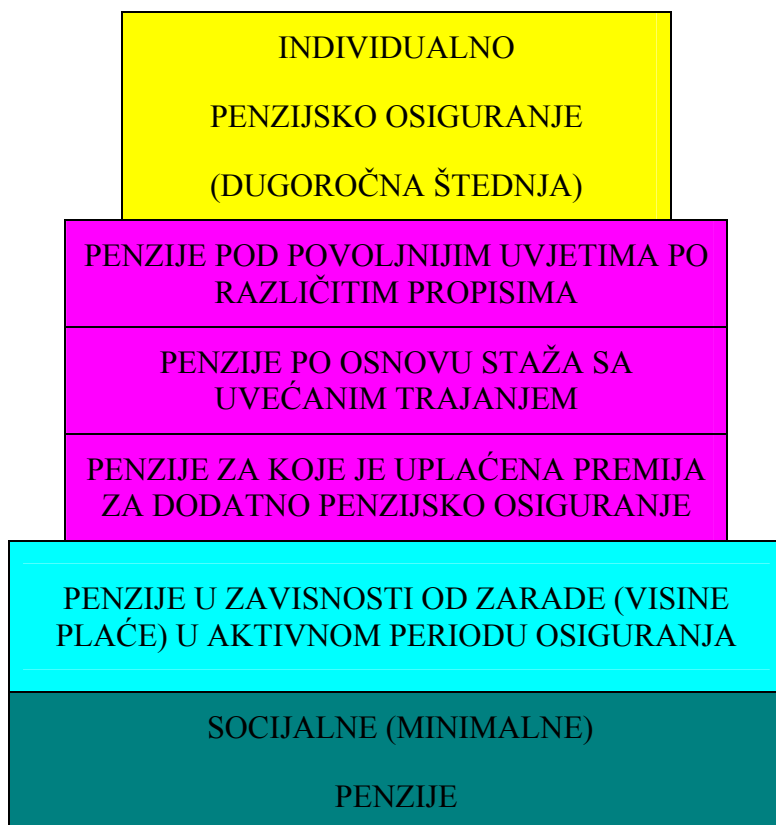 INDIVIDUALNO
PENZIJSKO OSIGURANJE
(DUGOROČNA ŠTEDNJA)
PENZIJE POD POVOLJNIJIM UVJETIMA PO
RAZLIČITIM PROPISIMA
PENZIJE PO OSNOVU STAŽA SA
UVEĆANIM TRAJANJEM
PENZIJE ZA KOJE JE UPLAĆENA PREMIJA
ZA DODATNO PENZIJSKO OSIGURANJE
PENZIJE U ZAVISNOSTI OD ZARADE (VISINE
PLAĆE) U AKTIVNOM PERIODU OSIGURANJA
SOCIJALNE (MINIMALNE)
PENZIJE